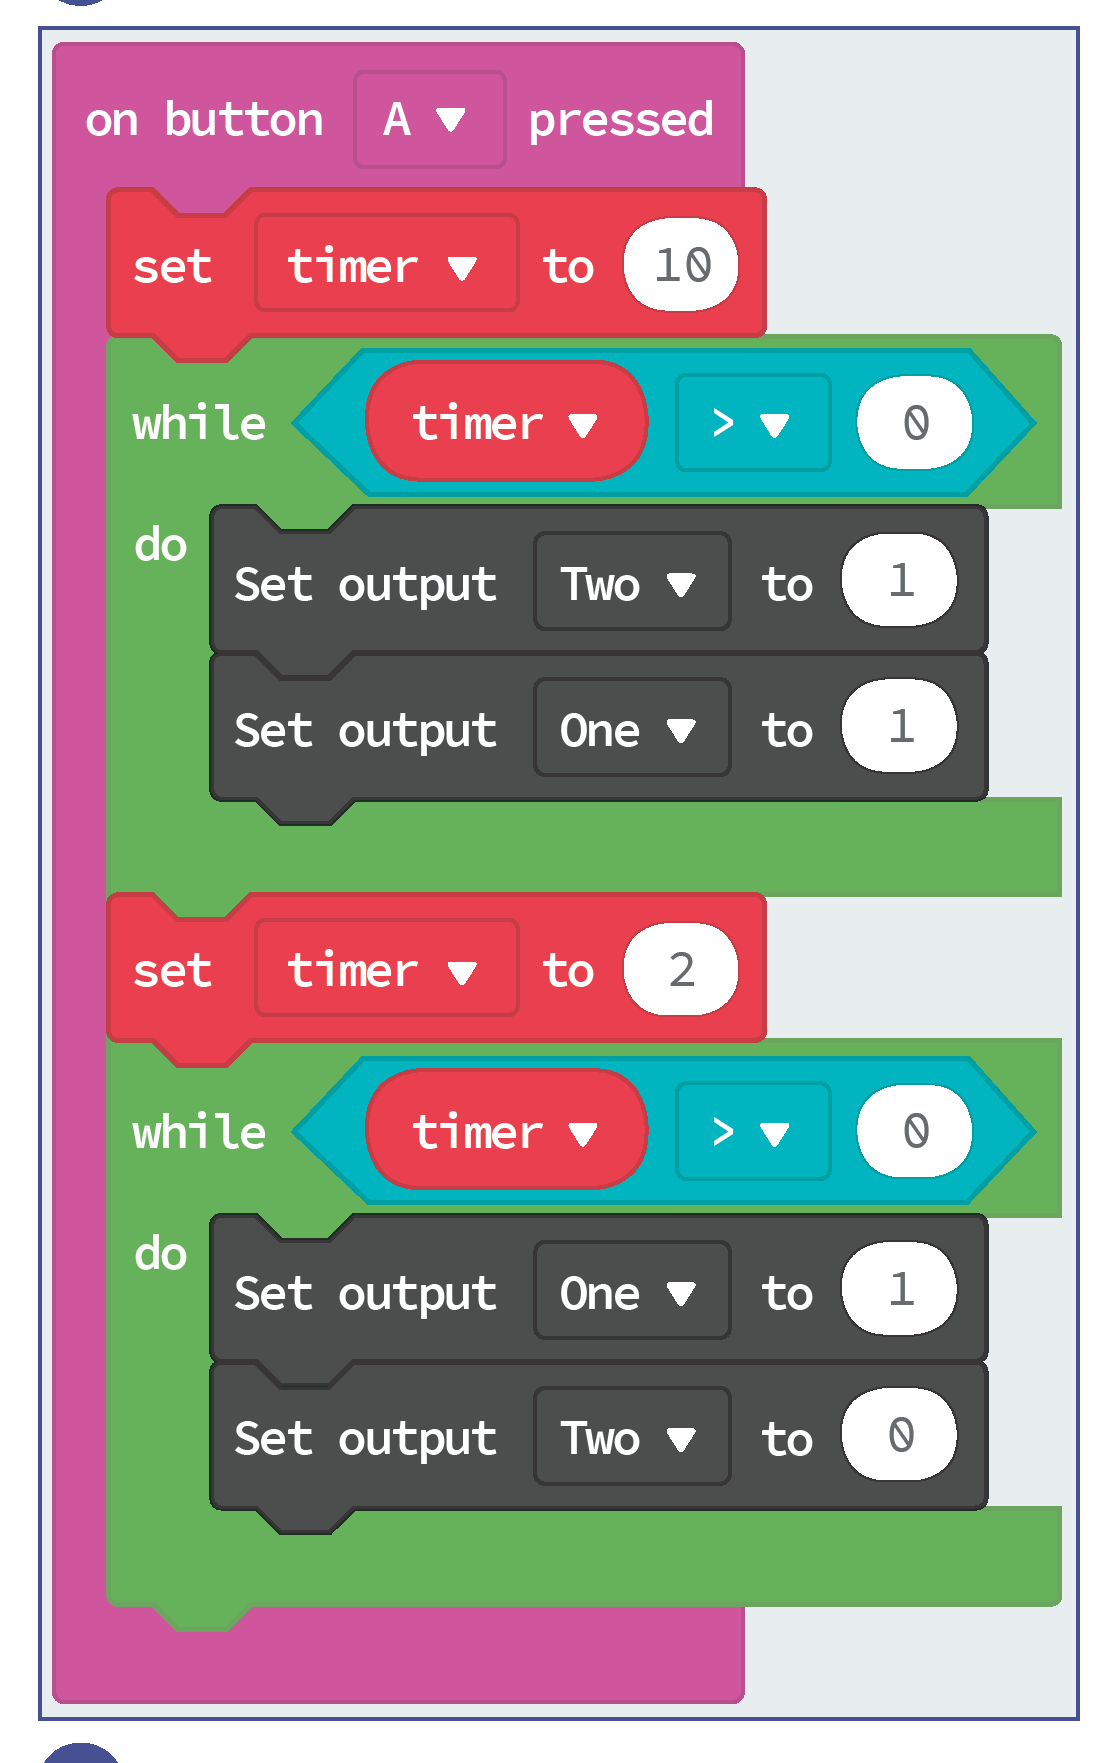 on button A pressed
set timer to 10
while timer > 0
do
Set output Two to 1
Set output One to 1
set timer to 2
while timer > 0
do
Set output One to 1
Set output Two to 0